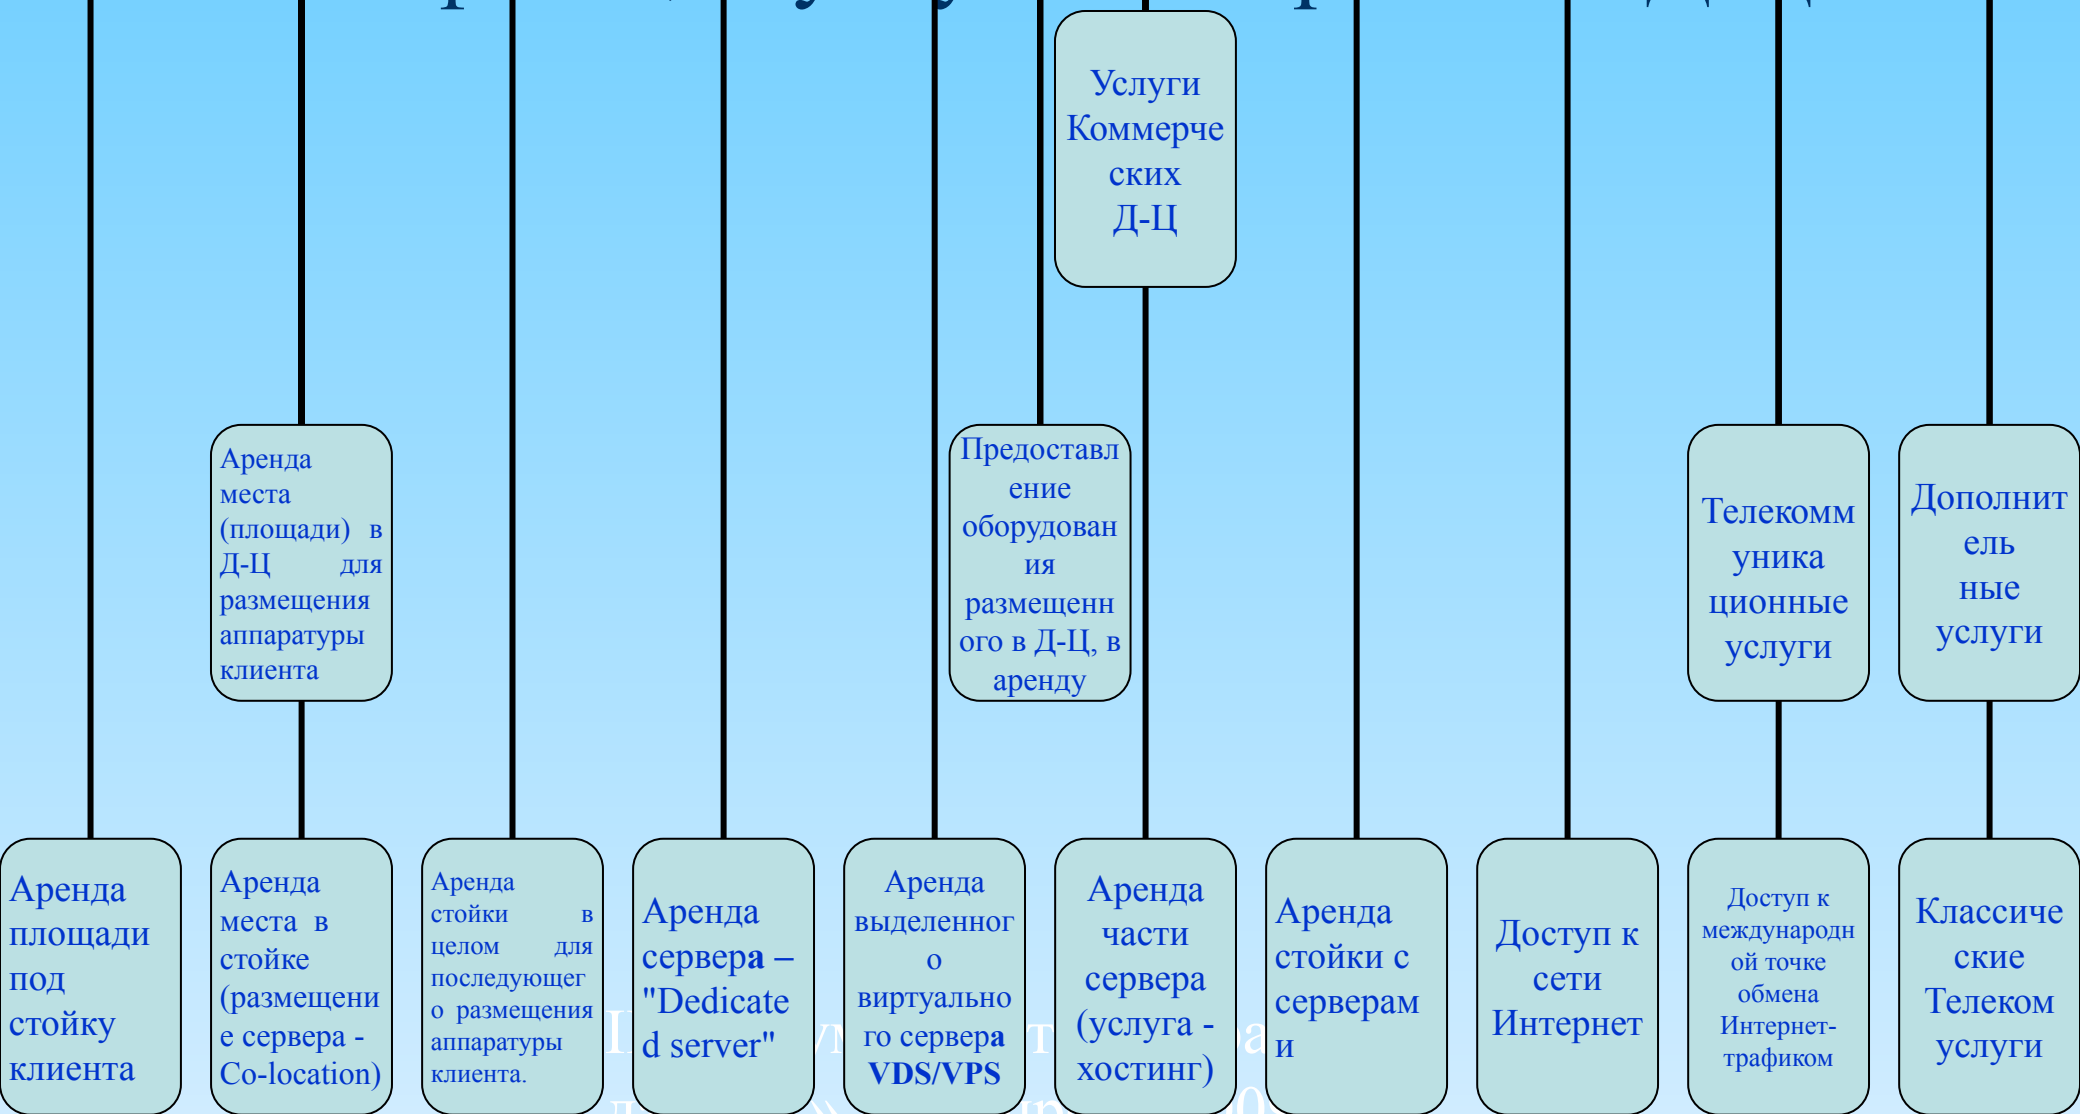 Услуги
Коммерче
ских
Д-Ц
Аренда
места
(площади) в
Д-Ц для
размещения
аппаратуры
клиента
Предоставл
ение
оборудован
ия
размещенн
ого в Д-Ц, в
аренду
Телекомм
уника
ционные
услуги
Дополнит
ель
ные
услуги
Аренда
площади
под
стойку
клиента
Аренда
места в
стойке
(размещени
е сервера -
Co-location)
Аренда
стойки в
целом для
последующег
о размещения
аппаратуры
клиента.
Аренда
сервера –
"Dedicate
d server"
Аренда
выделенног
о
виртуально
го сервера
VDS/VPS
Аренда
части
сервера
(услуга -
хостинг)
Аренда
стойки с
серверам
и
Доступ к
сети
Интернет
Доступ к
международн
ой точке
обмена
Интернет-
трафиком
Классиче
ские
Телеком
услуги